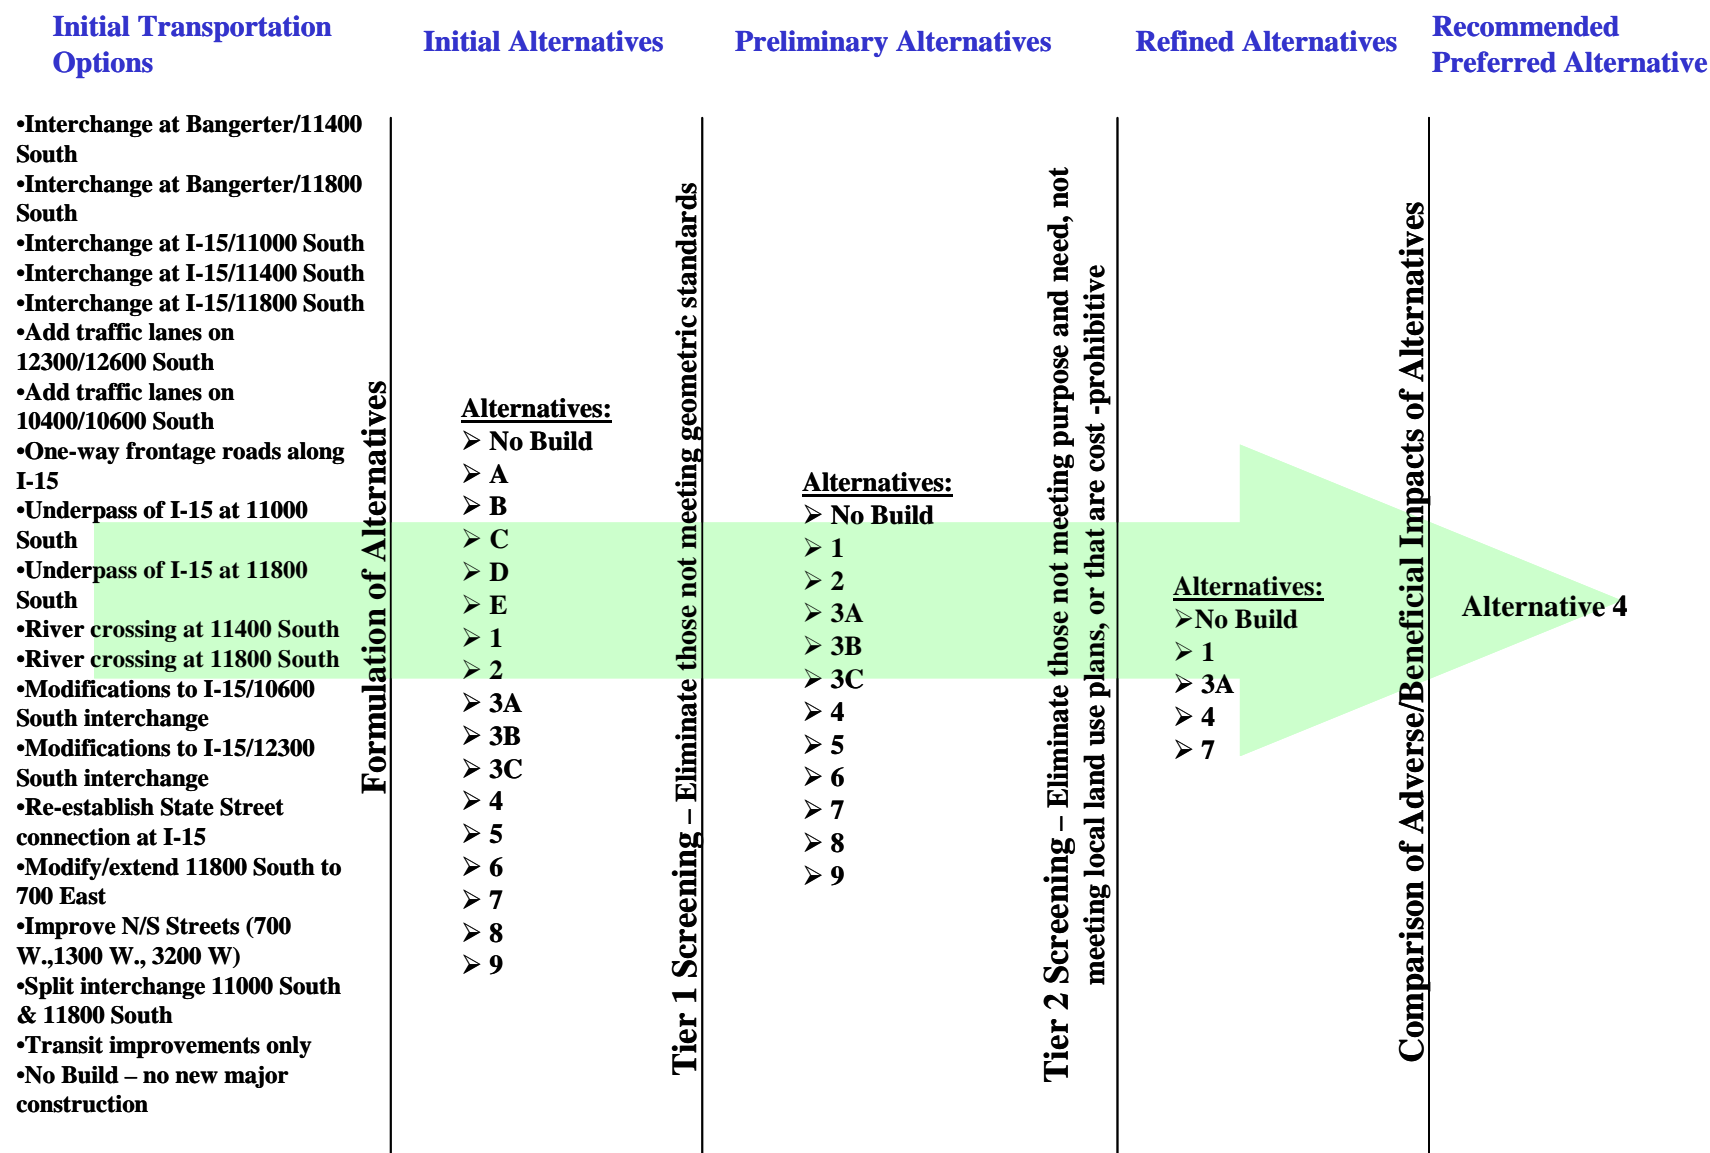 Initial Transportation
Options
Initial Alternatives
Preliminary Alternatives
Refined Alternatives
Recommended
Preferred Alternative
•Interchange at Bangerter/11400
South
•Interchange at Bangerter/11800
South
•Interchange at I-15/11000 South
•Interchange at I-15/11400 South
•Interchange at I-15/11800 South
•Add traffic lanes on
12300/12600 South
•Add traffic lanes on
10400/10600 South
•One-way frontage roads along
I-15
•Underpass of I-15 at 11000
South
•Underpass of I-15 at 11800
South
•River crossing at 11400 South
•River crossing at 11800 South
•Modifications to I-15/10600
South interchange
•Modifications to I-15/12300
South interchange
•Re-establish State Street
connection at I-15
•Modify/extend 11800 South to
700 East
•Improve N/S Streets (700
W.,1300 W., 3200 W)
•Split interchange 11000 South
& 11800 South
•Transit improvements only
•No Build – no new major
construction
Formulation of Alternatives
Alternatives:
➢ No Build
➢ A
➢ B
➢ C
➢ D
➢ E
➢ 1
➢ 2
➢ 3A
➢ 3B
➢ 3C
➢ 4
➢ 5
➢ 6
➢ 7
➢ 8
➢ 9
Tier 1 Screening – Eliminate those not meeting geometric standards
Alternatives:
➢ No Build
➢ 1
➢ 2
➢ 3A
➢ 3B
➢ 3C
➢ 4
➢ 5
➢ 6
➢ 7
➢ 8
➢ 9
Tier 2 Screening – Eliminate those not meeting purpose and need, not
meeting local land use plans, or that are cost -prohibitive
Alternatives:
➢No Build
➢ 1
➢ 3A
➢ 4
➢ 7
Comparison of Adverse/Beneficial Impacts of Alternatives
Alternative 4